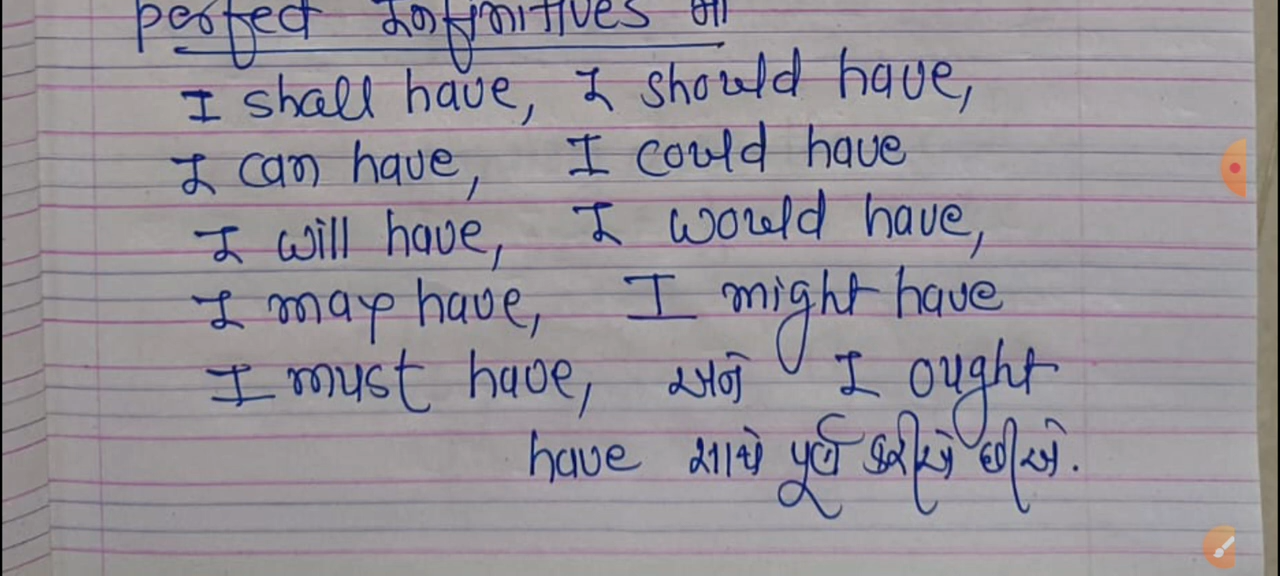 perfect Infinitives માં
I shall have, I should have,
I can have, I could have
I will have, I would have,
I may have, I might have
I must have, અને I ought
have સાથે પૂર્ણ કરીએ છીએ.